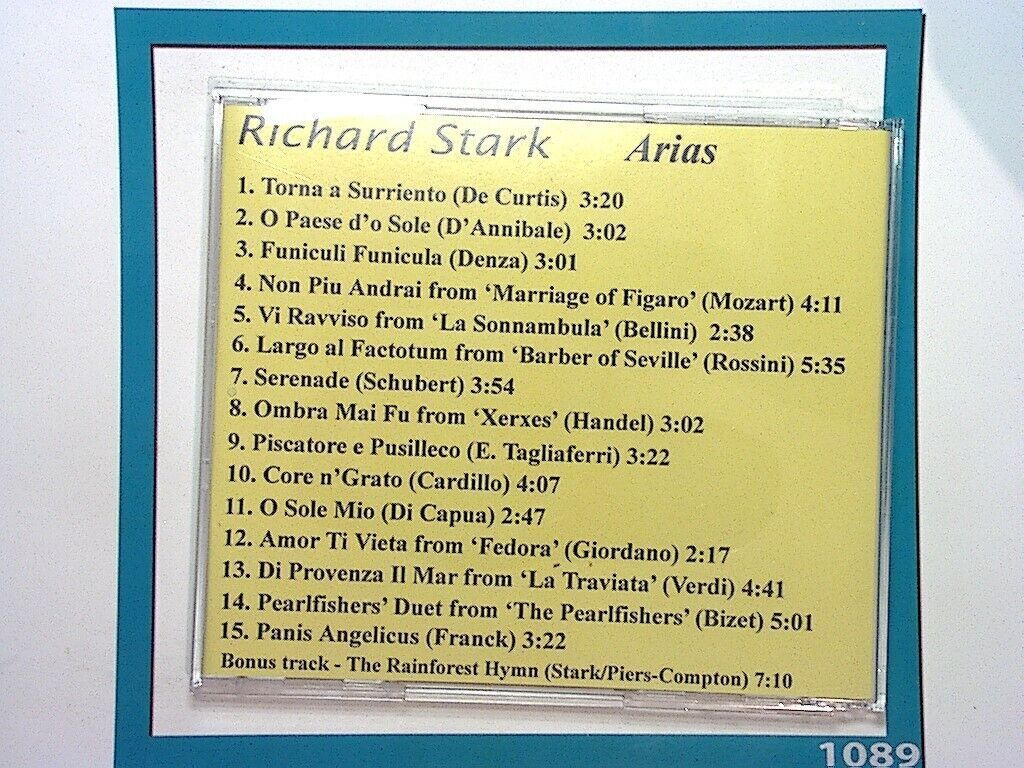 Richard Stark Arias
1. Torna a Surriento (De Curtis) 3:20
2. O Paese d'o Sole (D'Annibale) 3:02
3. Funiculi Funicula (Denza) 3:01
4. Non Piu Andrai from 'Marriage of Figaro' (Mozart) 4:11
5. Vi Ravviso from 'La Sonnambula' (Bellini) 2:38
6. Largo al Factotum from 'Barber of Seville' (Rossini) 5:35
7. Serenade (Schubert) 3:54
8. Ombra Mai Fu from 'Xerxes' (Handel) 3:02
9. Piscatore e Pusilleco (E. Tagliaferri) 3:22
10. Core n'Grato (Cardillo) 4:07
11. O Sole Mio (Di Capua) 2:47
12. Amor Ti Vieta from 'Fedora' (Giordano) 2:17
13. Di Provenza Il Mar from 'La Traviata' (Verdi) 4:41
14. Pearlfishers' Duet from 'The Pearlfishers' (Bizet) 5:01
15. Panis Angelicus (Franck) 3:22
Bonus track - The Rainforest Hymn (Stark/Piers-Compton) 7:10
1089